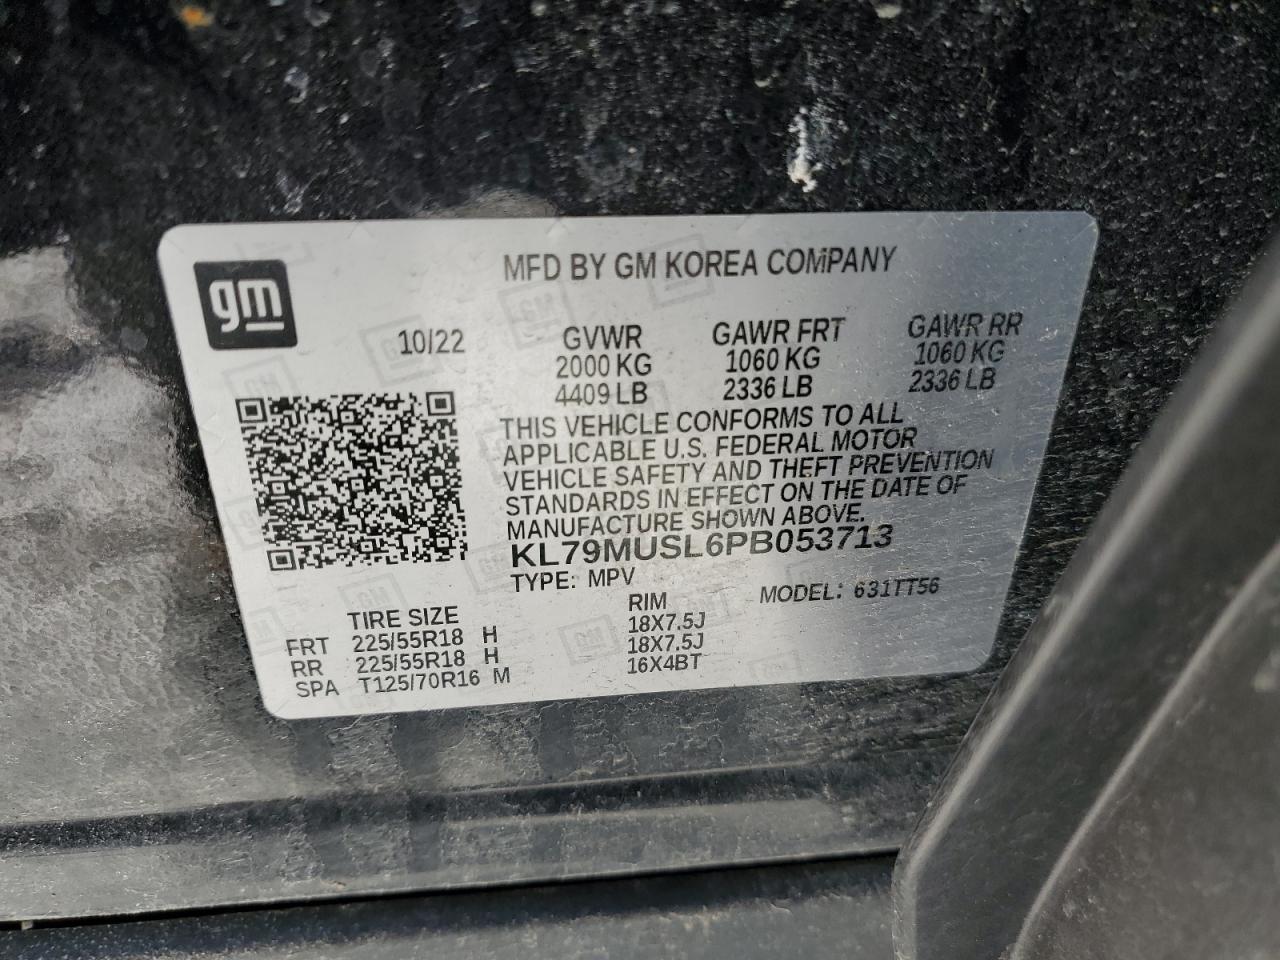 gm
MFD BY GM KOREA COMPANY
10/22 GVWR GAWR FRT GAWR RR
2000 KG 1060 KG 1060 KG
4409 LB 2336 LB 2336 LB
THIS VEHICLE CONFORMS TO ALL
APPLICABLE U.S. FEDERAL MOTOR
VEHICLE SAFETY AND THEFT PREVENTION
STANDARDS IN EFFECT ON THE DATE OF
MANUFACTURE SHOWN ABOVE.
KL79MUSL6PB053713
TYPE: MPV MODEL: 631TT56
TIRE SIZE RIM
FRT 225/55R18 H 18X7.5J
RR 225/55R18 H 18X7.5J
SPA T125/70R16 M 16X4BT